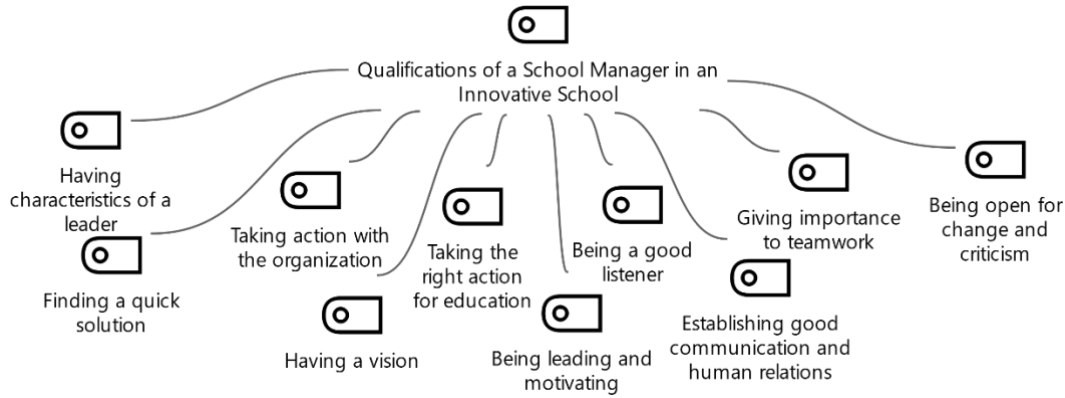 Qualifications of a School Manager in an
Innovative School
Having
characteristics of a
leader
Finding a quick
solution
Taking action with
the organization
Having a vision
Taking the
right action
for education
Being leading and
motivating
Being a good
listener
Establishing good
communication and
human relations
Giving importance
to teamwork
Being open for
change and
criticism